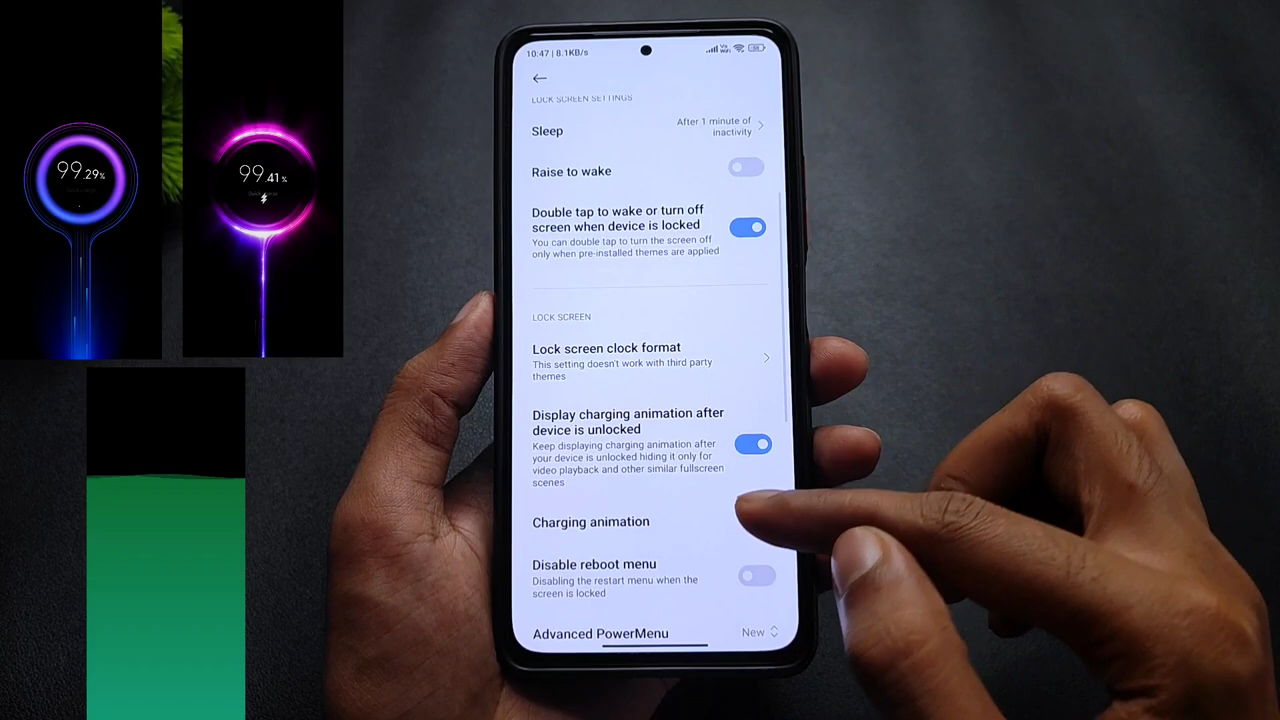 99.29%
99.41%
10:47 | 8.1KB/s
LOCK SCREEN SETTINGS
Sleep
After 1 minute of
inactivity
Raise to wake
Double tap to wake or turn off
screen when device is locked
You can double tap to turn the screen off
only when pre-installed themes are applied
LOCK SCREEN
Lock screen clock format
This setting doesn't work with third party
themes
Display charging animation after
device is unlocked
Keep displaying charging animation after
your device is unlocked hiding it only for
video playback and other similar fullscreen
scenes
Charging animation
Disable reboot menu
Disabling the restart menu when the
screen is locked
Advanced PowerMenu
New